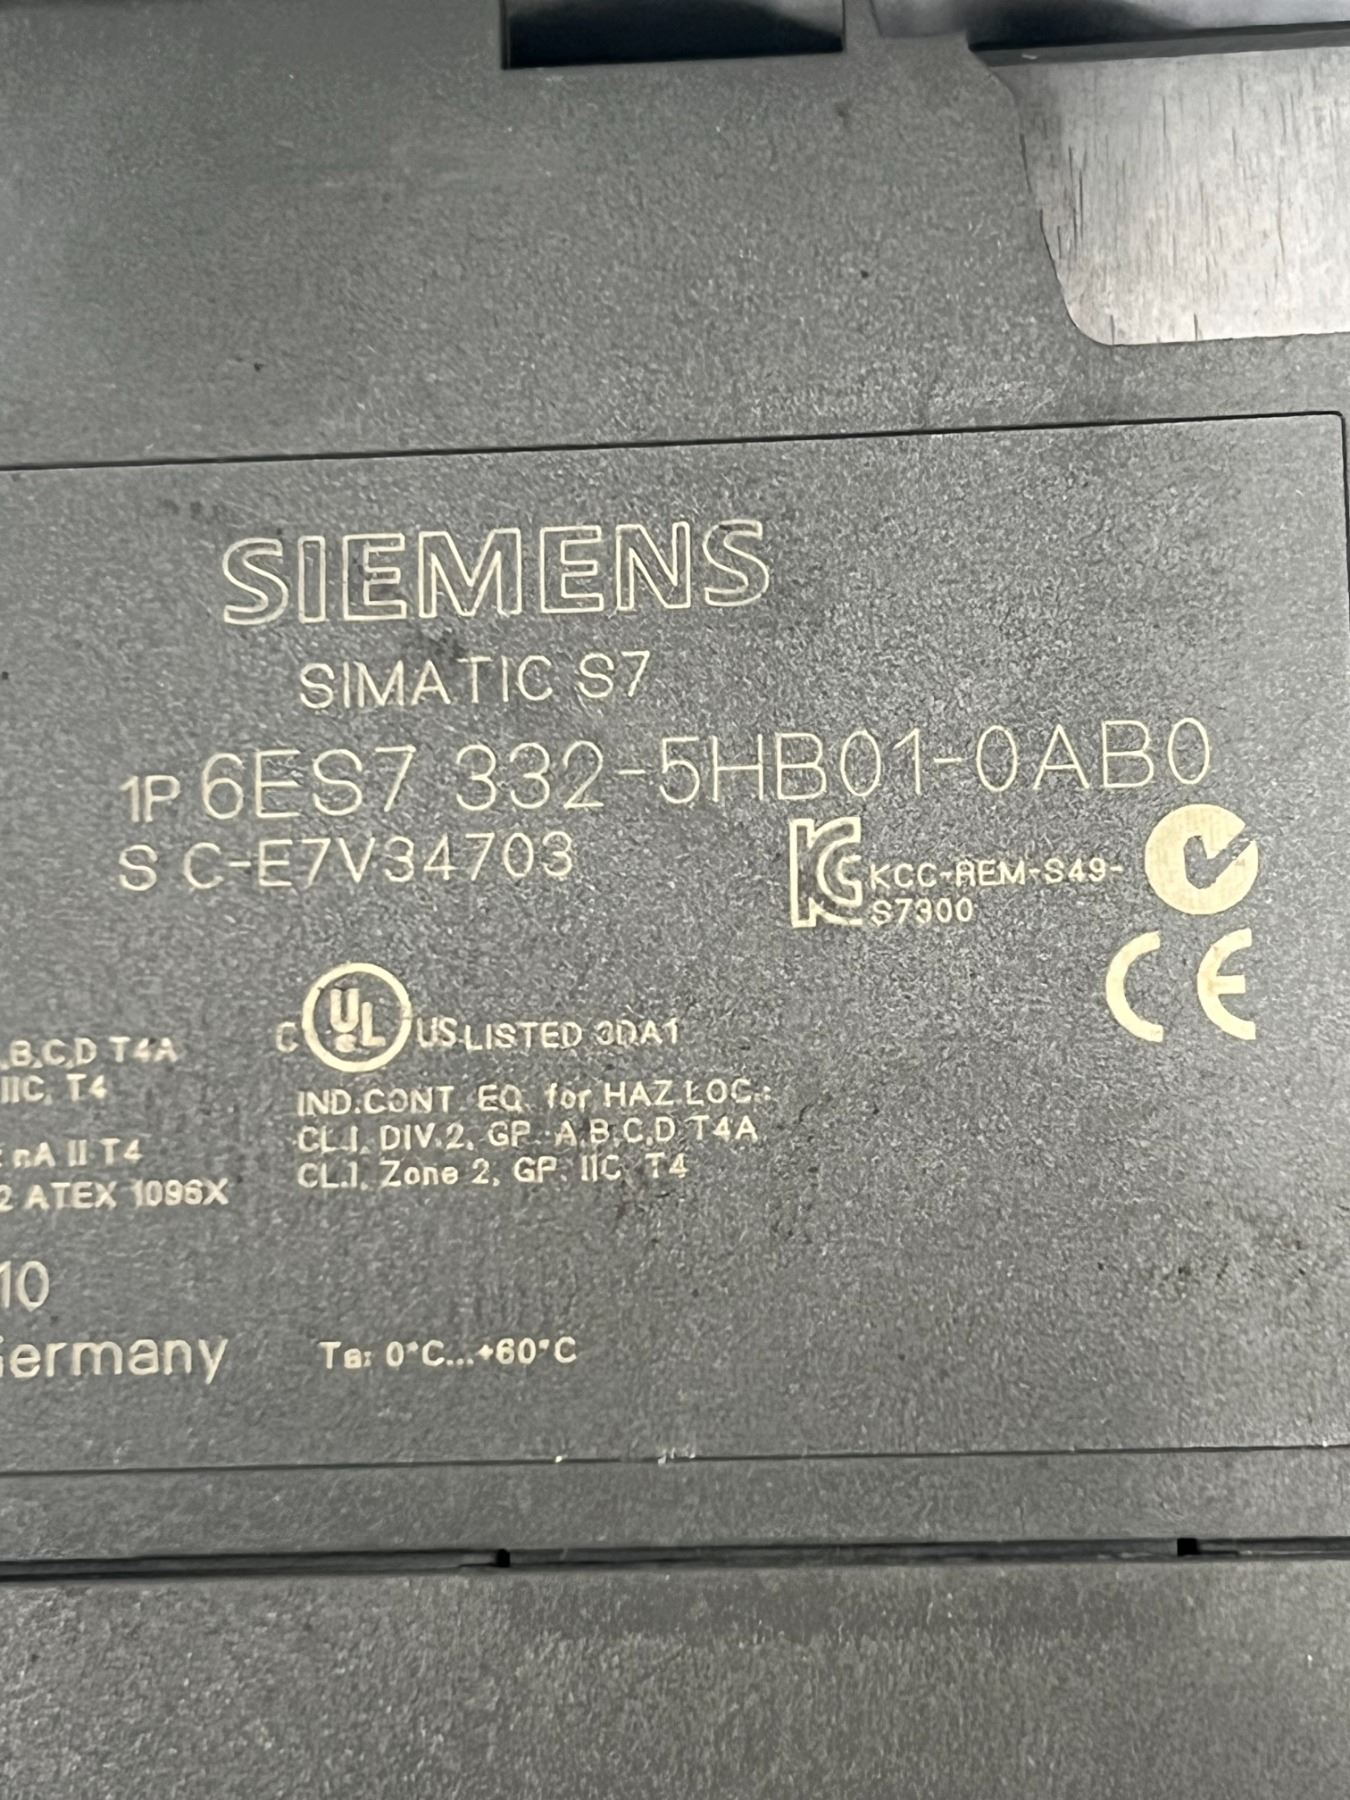 SIEMENS
SIMATIC S7
1P 6ES7 332-5HB01-0AB0
S C-E7V34703
KCC-REM-S49-
S7300
CE
C UL US LISTED 3DA1
,B,C,D T4A
IIC, T4
IND.CONT. EQ. for HAZ.LOC.:
CL.I, DIV.2, GP. A,B,C,D T4A
CL.I, Zone 2, GP. IIC, T4
nA II T4
2 ATEX 1096X
10
Germany
Ta: 0°C...+60°C